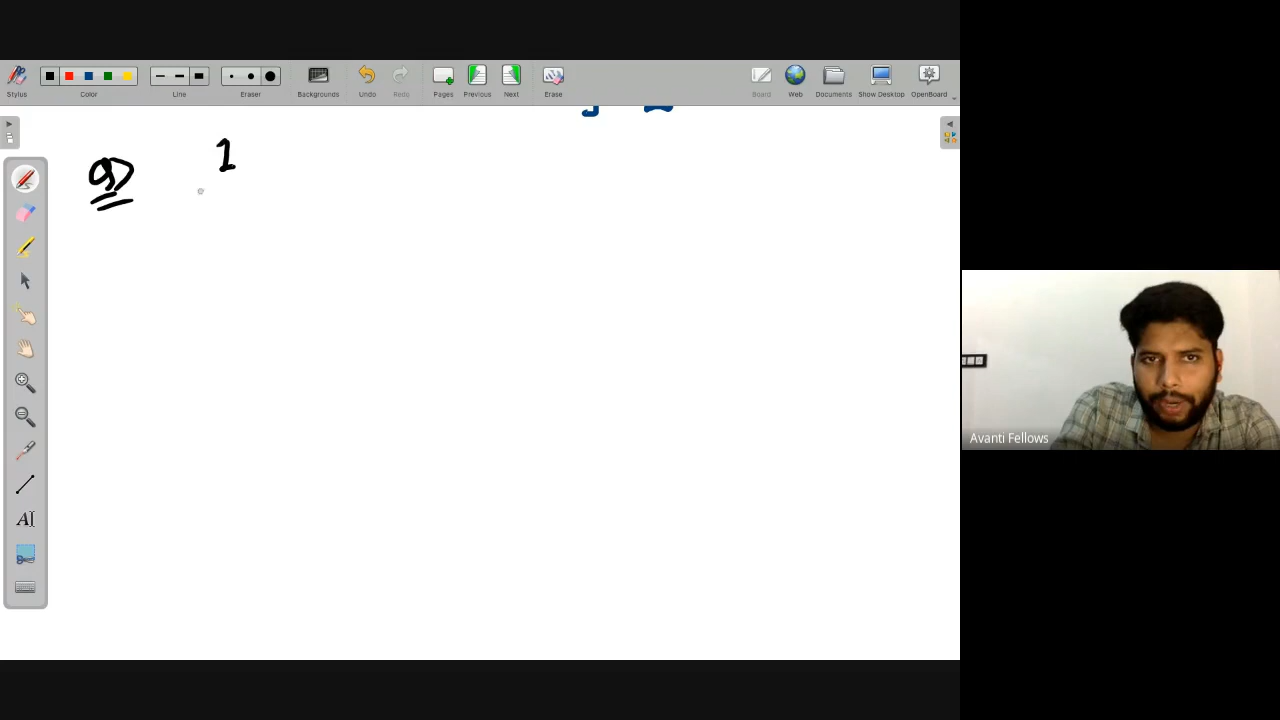 Stylus
Color
Line
Eraser
Backgrounds
Undo
Redo
Pages
Previous
Next
Erase
Board
Web
Documents
Show Desktop
OpenBoard
Q) 1
A
Avanti Fellows